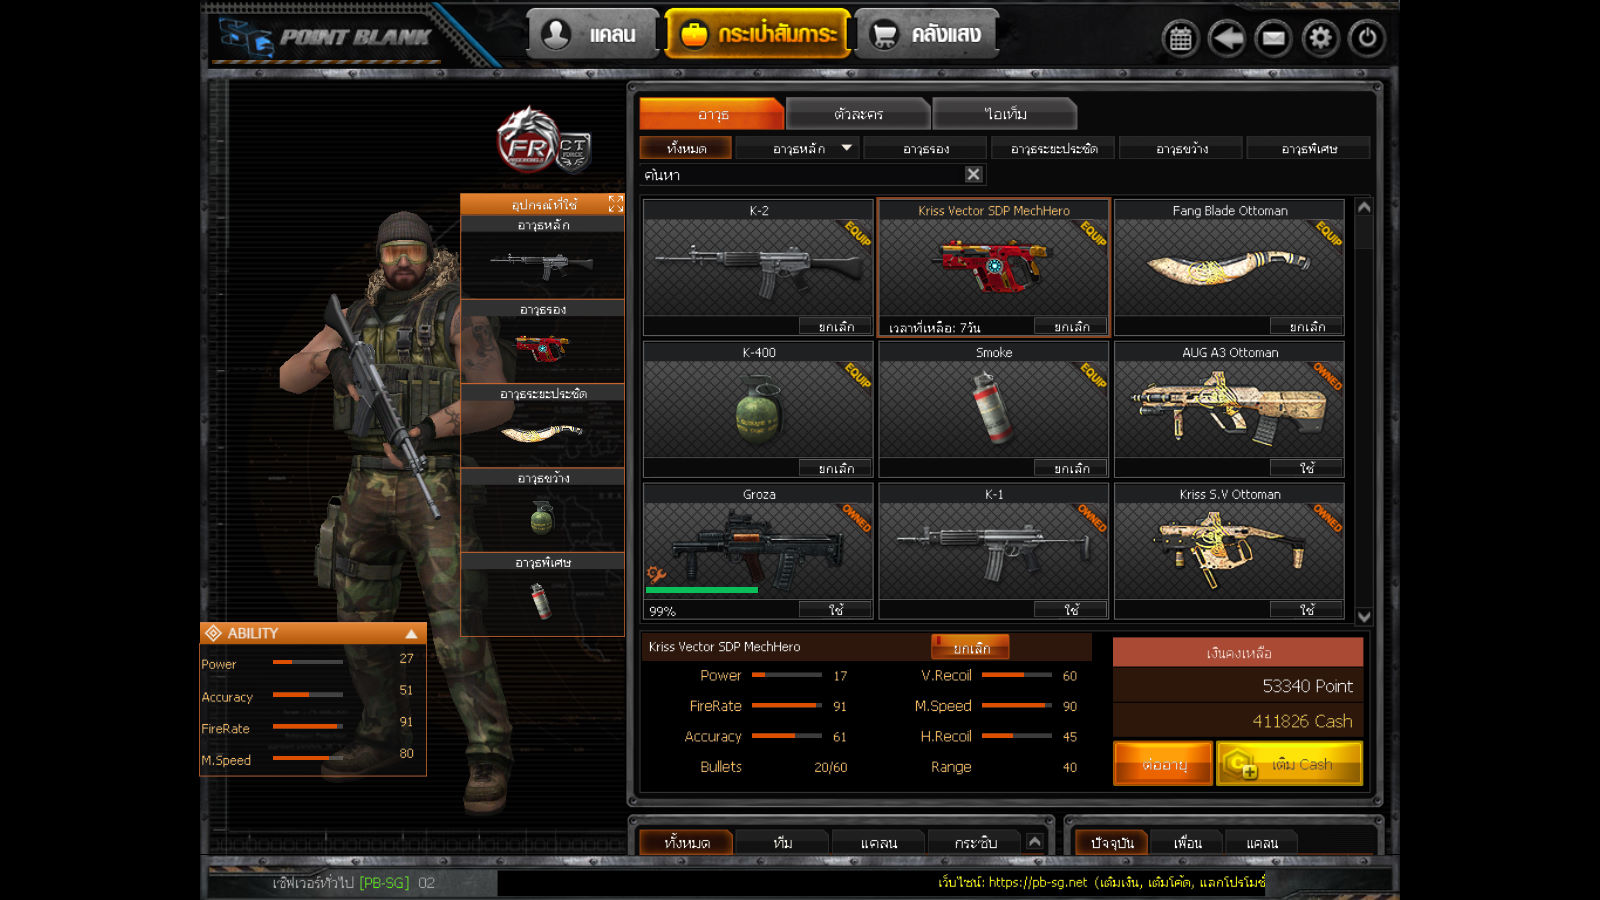 POINT BLANK
แคลน
กระเป๋าสัมภาระ
คลังแสง
FR
CT
FORCE
อาวุธ
ตัวละคร
ไอเท็ม
ทั้งหมด
อาวุธหลัก
อาวุธรอง
อาวุธระยะประชิด
อาวุธขว้าง
อาวุธพิเศษ
ค้นหา
อุปกรณ์ที่ใช้
อาวุธหลัก
อาวุธรอง
อาวุธระยะประชิด
อาวุธขว้าง
อาวุธพิเศษ
K-2
EQUIP
ยกเลิก
Kriss Vector SDP MechHero
EQUIP
เวลาที่เหลือ: 7วัน
ยกเลิก
Fang Blade Ottoman
EQUIP
ยกเลิก
K-400
EQUIP
ยกเลิก
Smoke
EQUIP
ยกเลิก
AUG A3 Ottoman
OWNED
ใช้
Groza
OWNED
99%
ใช้
K-1
OWNED
ใช้
Kriss S.V Ottoman
OWNED
ใช้
ABILITY
Power 27
Accuracy 51
FireRate 91
M.Speed 80
Kriss Vector SDP MechHero
ยกเลิก
Power 17
V.Recoil 60
FireRate 91
M.Speed 90
Accuracy 61
H.Recoil 45
Bullets 20/60
Range 40
เงินคงเหลือ
53340 Point
411826 Cash
ต่ออายุ
เติม Cash
ทั้งหมด
ทีม
แคลน
กระซิบ
ปัจจุบัน
เพื่อน
แคลน
เซิฟเวอร์ทั่วไป [PB-SG] 02
เว็บไซน์: https://pb-sg.net (เติมเงิน, เติมโค้ด, แลกโปรโมชั่